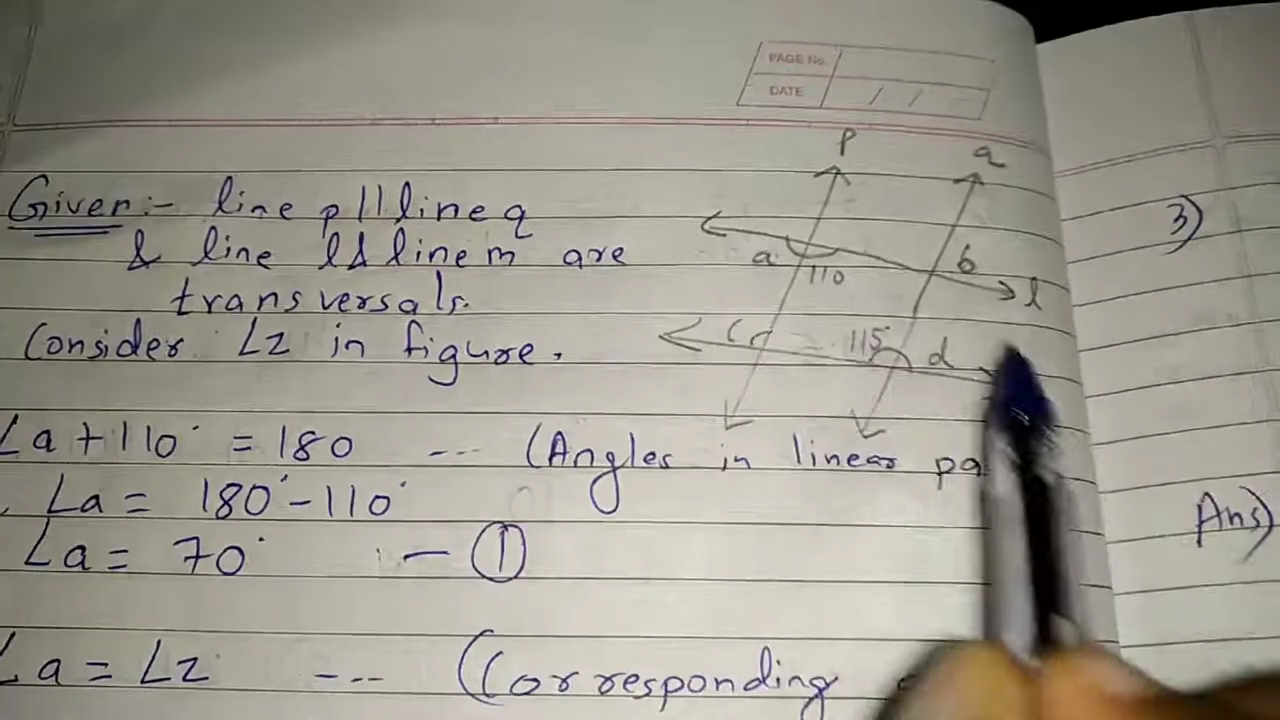 PAGE No.
DATE / /
p q
Given:- line p || line q
& line l & line m are
transversals.
Consider ∠z in figure.
a 110 b l
c 115 d
3)
∠a + 110° = 180 --- (Angles in linear
∠a = 180° - 110°
∠a = 70° — ①
Ans)
∠a = ∠z --- (Corresponding